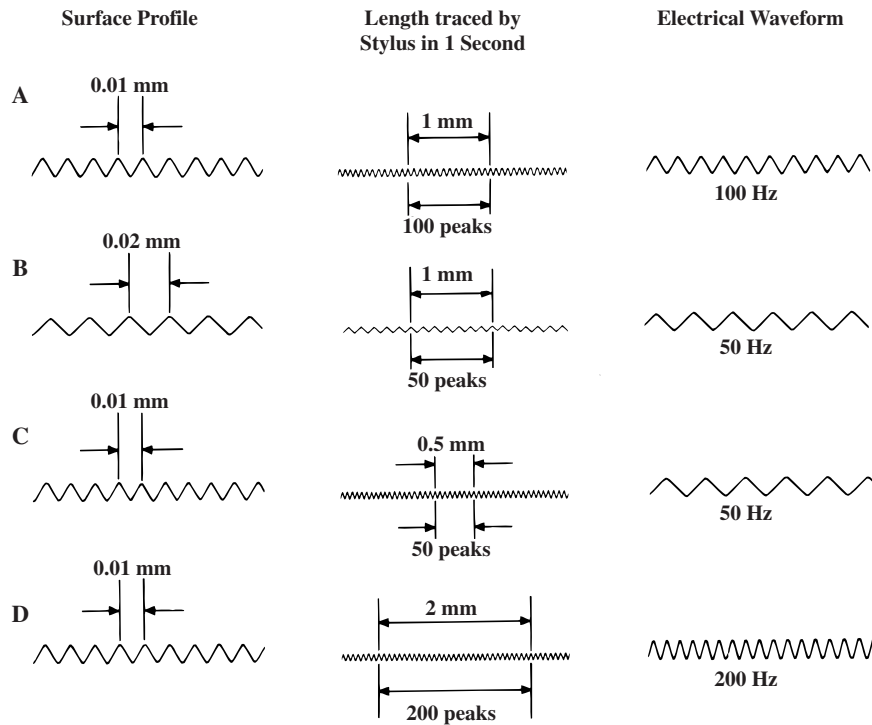 Surface Profile
Length traced by
Stylus in 1 Second
Electrical Waveform
A
0.01 mm
1 mm
100 peaks
100 Hz
B
0.02 mm
1 mm
50 peaks
50 Hz
C
0.01 mm
0.5 mm
50 peaks
50 Hz
D
0.01 mm
2 mm
200 peaks
200 Hz